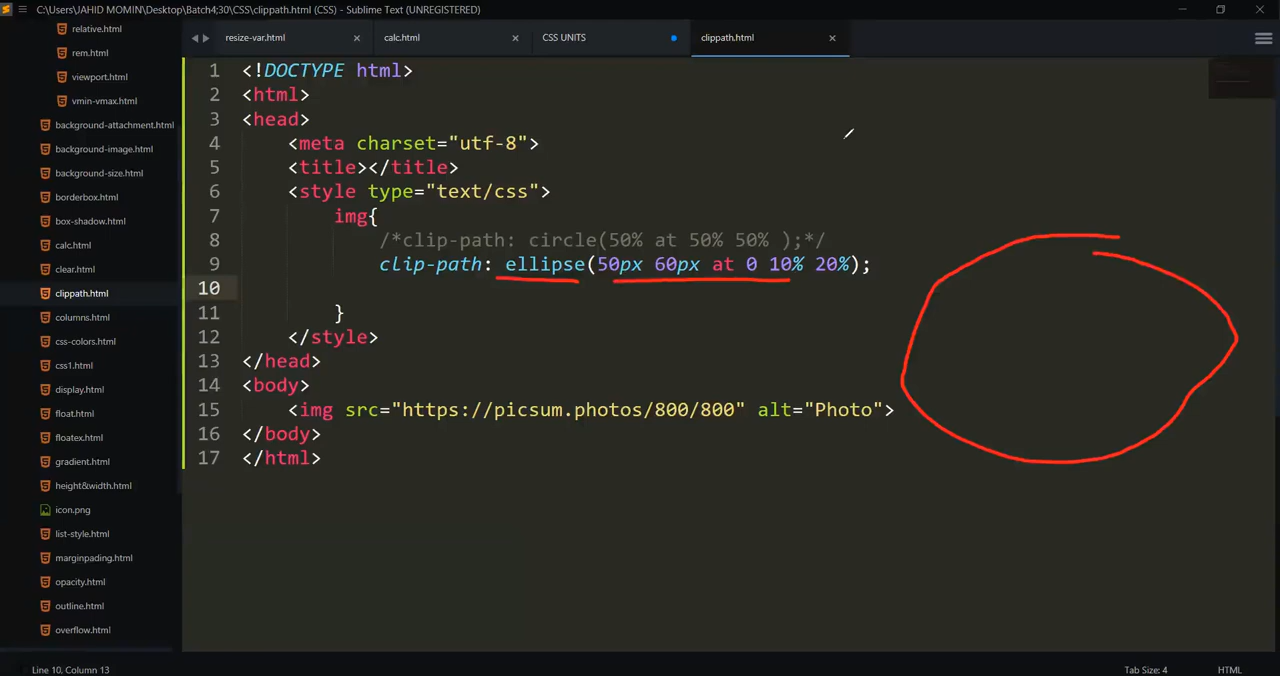 C:\Users\JAHID MOMIN\Desktop\Batch4;30\CSS\clippath.html (CSS) - Sublime Text (UNREGISTERED)
resize-var.html
calc.html
CSS UNITS
clippath.html
relative.html
rem.html
viewport.html
vmin-vmax.html
background-attachment.html
background-image.html
background-size.html
borderbox.html
box-shadow.html
calc.html
clear.html
clippath.html
columns.html
css-colors.html
css1.html
display.html
float.html
floatex.html
gradient.html
height&width.html
icon.png
list-style.html
marginpading.html
opacity.html
outline.html
overflow.html
1 <!DOCTYPE html>
2 <html>
3 <head>
4 <meta charset="utf-8">
5 <title></title>
6 <style type="text/css">
7 img{
8 /*clip-path: circle(50% at 50% 50% );*/
9 clip-path: ellipse(50px 60px at 0 10% 20%);
10
11 }
12 </style>
13 </head>
14 <body>
15 <img src="https://picsum.photos/800/800" alt="Photo">
16 </body>
17 </html>
Line 10, Column 13
Tab Size: 4
HTML